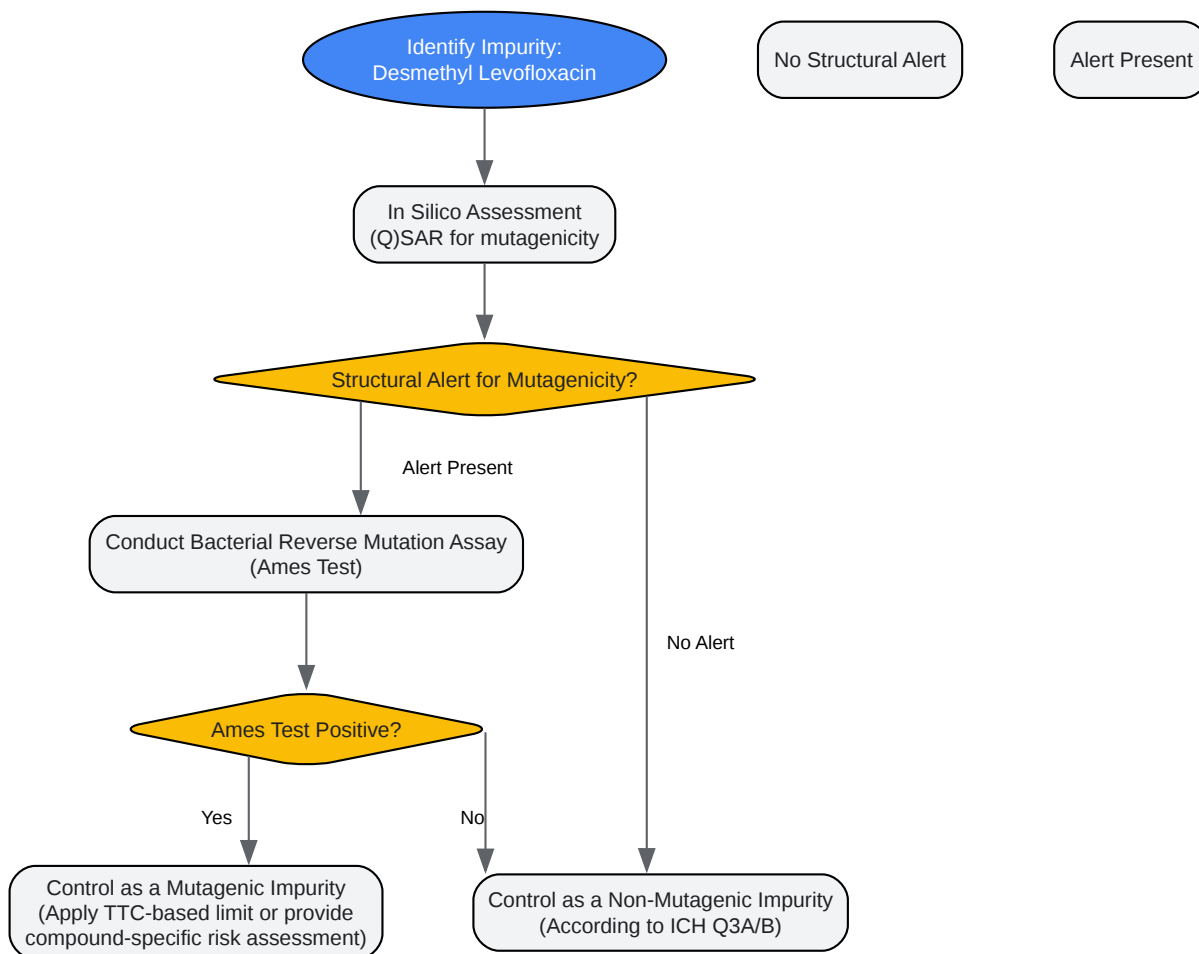 Identify Impurity:
Desmethyl Levofloxacin
No Structural Alert
Alert Present
In Silico Assessment
(Q)SAR for mutagenicity
Structural Alert for Mutagenicity?
Alert Present
Conduct Bacterial Reverse Mutation Assay
(Ames Test)
No Alert
Ames Test Positive?
Yes
No
Control as a Mutagenic Impurity
(Apply TTC-based limit or provide
compound-specific risk assessment)
Control as a Non-Mutagenic Impurity
(According to ICH Q3A/B)